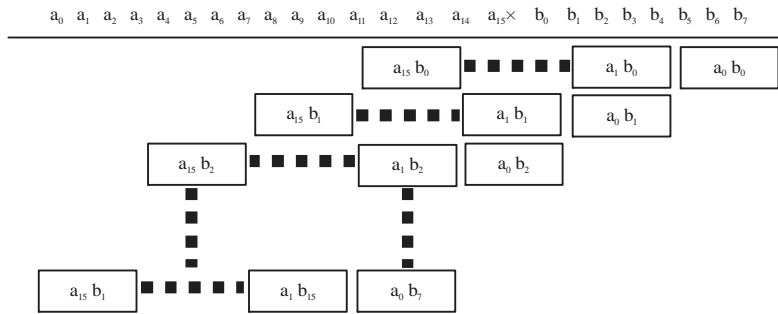 a₀ a₁ a₂ a₃ a₄ a₅ a₆ a₇ a₈ a₉ a₁₀ a₁₁ a₁₂ a₁₃ a₁₄ a₁₅× b₀ b₁ b₂ b₃ b₄ b₅ b₆ b₇
a₁₅ b₀ a₁ b₀ a₀ b₀
a₁₅ b₁ a₁ b₁ a₀ b₁
a₁₅ b₂ a₁ b₂ a₀ b₂
a₁₅ b₁ a₁ b₁₅ a₀ b₇